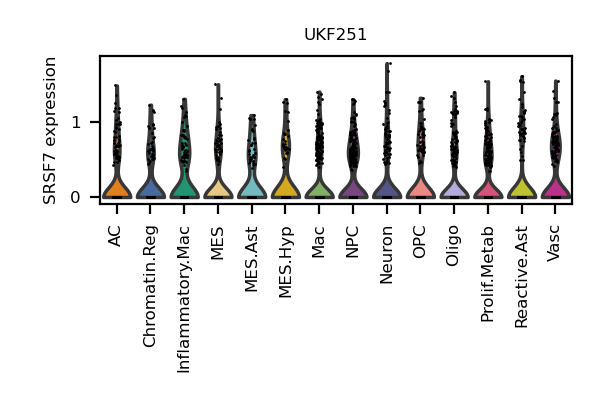 UKF251
SRSF7 expression
1
0
AC
Chromatin.Reg
Inflammatory.Mac
MES
MES.Ast
MES.Hyp
Mac
NPC
Neuron
OPC
Oligo
Prolif.Metab
Reactive.Ast
Vasc